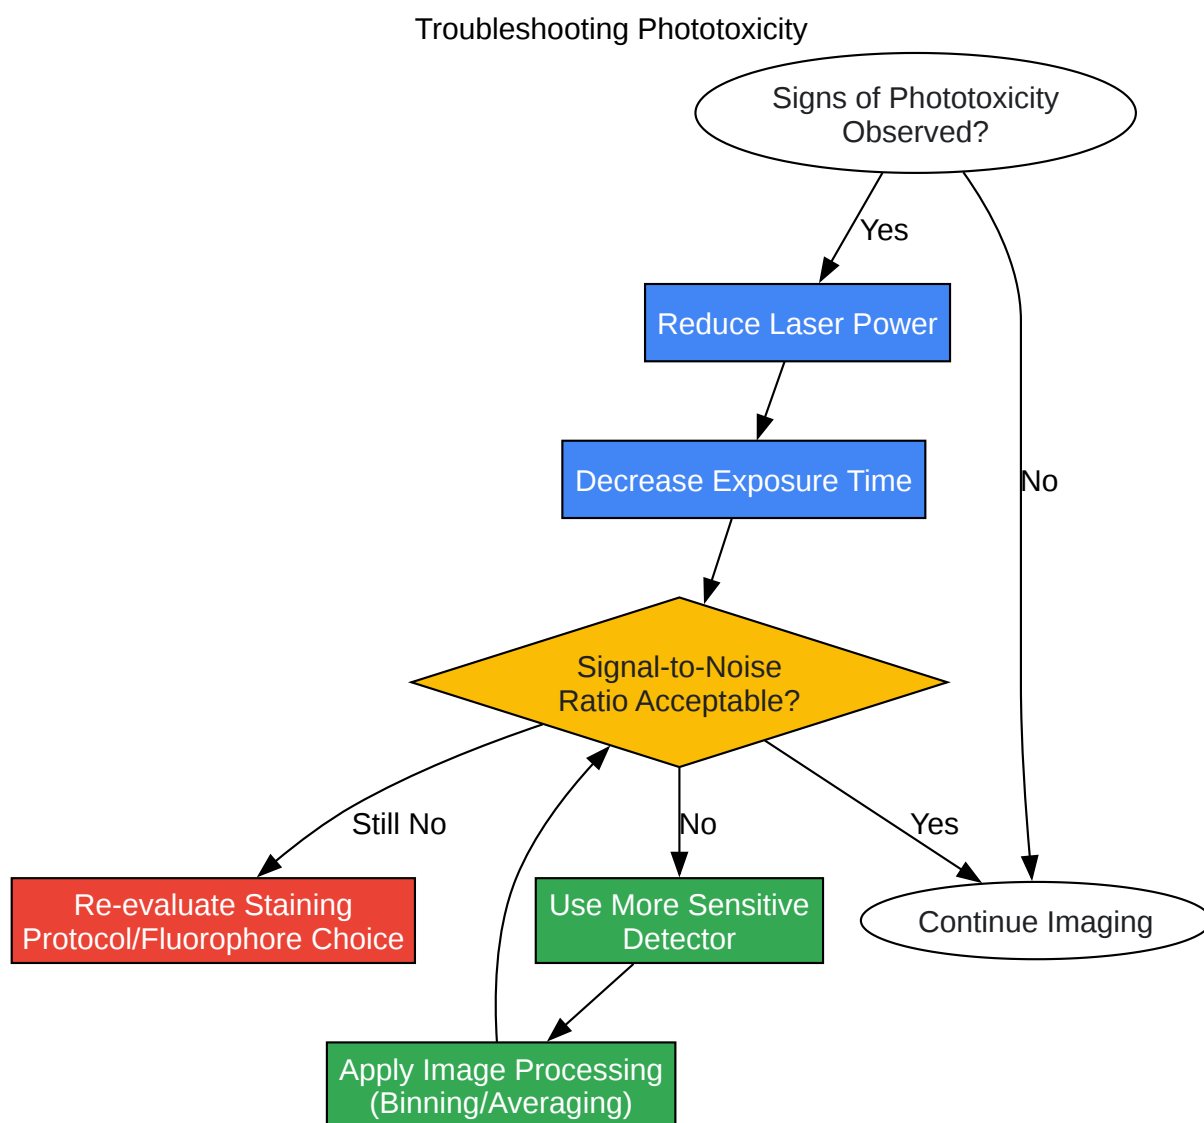 Troubleshooting Phototoxicity
Signs of Phototoxicity
Observed?
Yes
Reduce Laser Power
Decrease Exposure Time
No
Signal-to-Noise
Ratio Acceptable?
Still No
No
Yes
Re-evaluate Staining
Protocol/Fluorophore Choice
Use More Sensitive
Detector
Continue Imaging
Apply Image Processing
(Binning/Averaging)